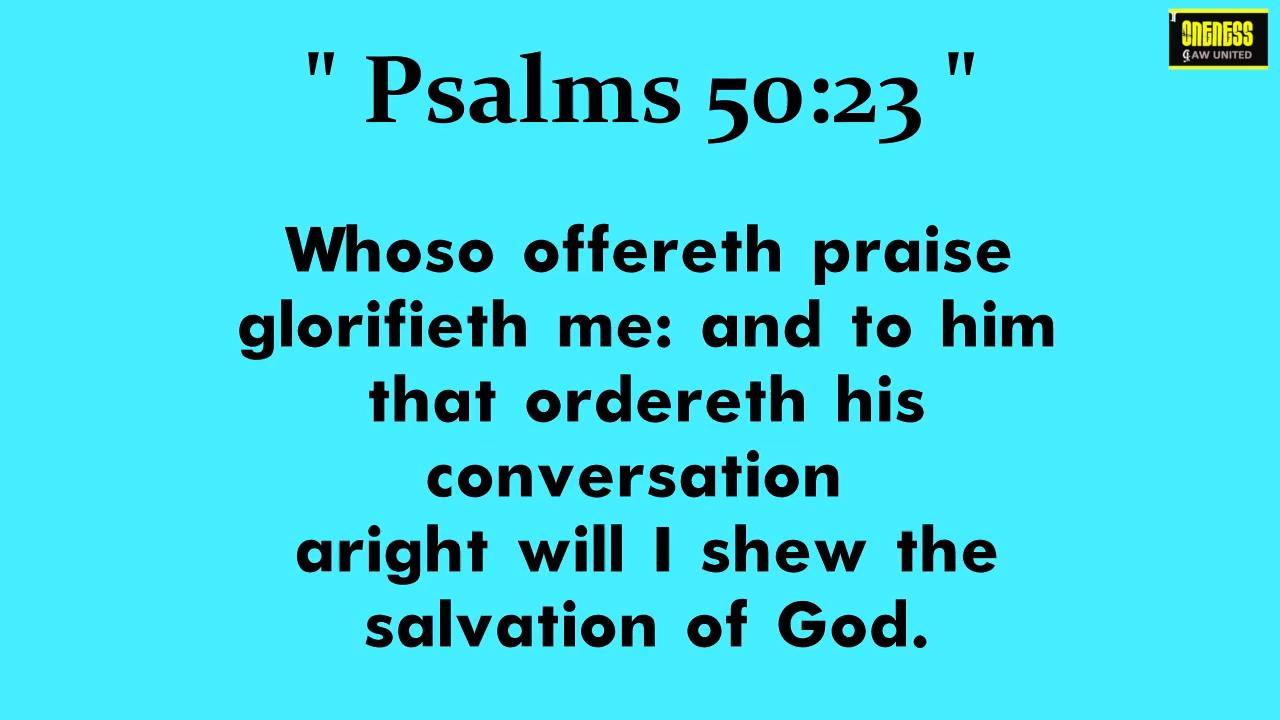 " Psalms 50:23 "
ONENESS
LAW UNITED
Whoso offereth praise
glorifieth me: and to him
that ordereth his
conversation
aright will I shew the
salvation of God.